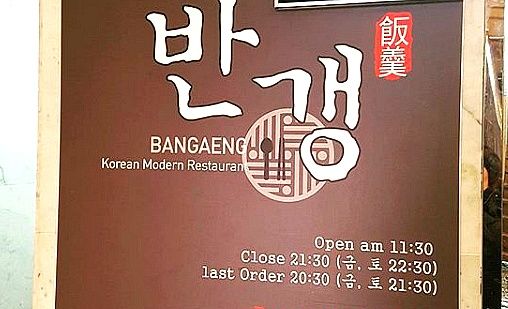 반갱
飯羹
BANGAENG
Korean Modern Restaurant
Open am 11:30
Close 21:30 (금, 토 22:30)
last Order 20:30 (금, 토 21:30)